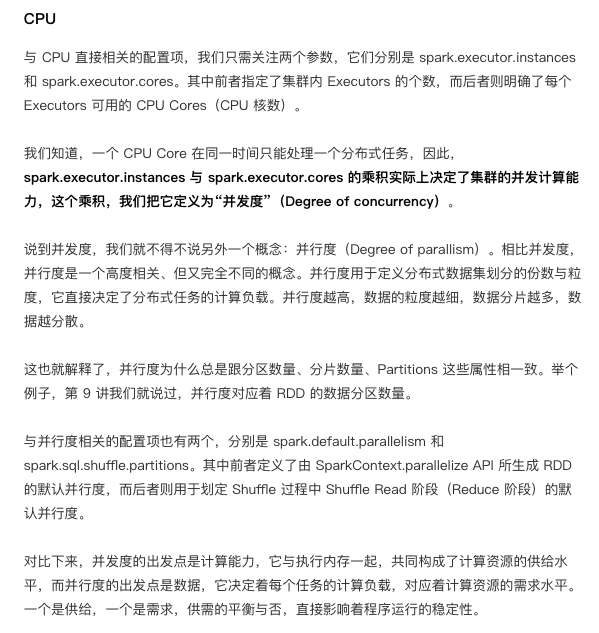 CPU
与 CPU 直接相关的配置项，我们只需关注两个参数，它们分别是 spark.executor.instances
和 spark.executor.cores。其中前者指定了集群内 Executors 的个数，而后者则明确了每个
Executors 可用的 CPU Cores（CPU 核数）。
我们知道，一个 CPU Core 在同一时间只能处理一个分布式任务，因此，
spark.executor.instances 与 spark.executor.cores 的乘积实际上决定了集群的并发计算能
力，这个乘积，我们把它定义为“并发度”（Degree of concurrency）。
说到并发度，我们就不得不说另外一个概念：并行度（Degree of parallism）。相比并发度，
并行度是一个高度相关、但又完全不同的概念。并行度用于定义分布式数据集划分的份数与粒
度，它直接决定了分布式任务的计算负载。并行度越高，数据的粒度越细，数据分片越多，数
据越分散。
这也就解释了，并行度为什么总是跟分区数量、分片数量、Partitions 这些属性相一致。举个
例子，第 9 讲我们就说过，并行度对应着 RDD 的数据分区数量。
与并行度相关的配置项也有两个，分别是 spark.default.parallelism 和
spark.sql.shuffle.partitions。其中前者定义了由 SparkContext.parallelize API 所生成 RDD
的默认并行度，而后者则用于划定 Shuffle 过程中 Shuffle Read 阶段（Reduce 阶段）的默
认并行度。
对比下来，并发度的出发点是计算能力，它与执行内存一起，共同构成了计算资源的供给水
平，而并行度的出发点是数据，它决定着每个任务的计算负载，对应着计算资源的需求水平。
一个是供给，一个是需求，供需的平衡与否，直接影响着程序运行的稳定性。